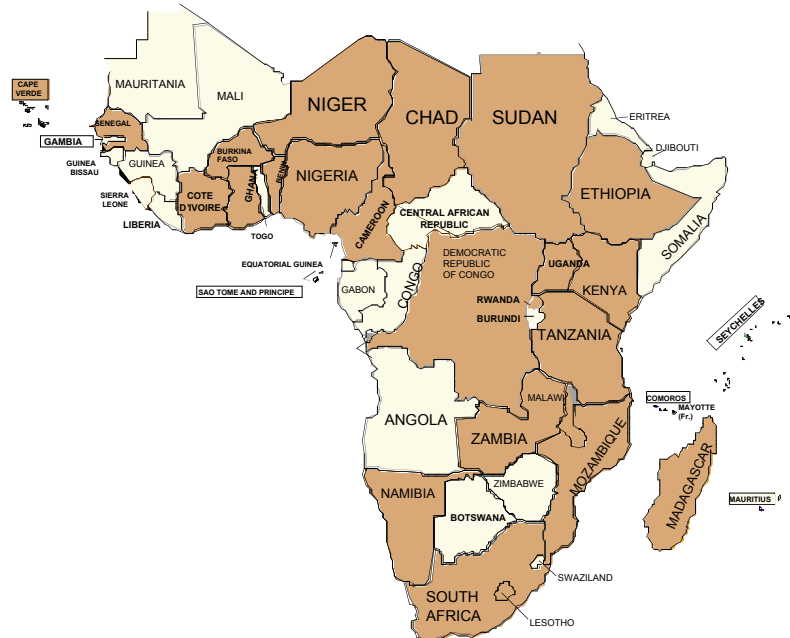 MAURITANIA
MALI
NIGER
CHAD
SUDAN
ERITREA
CAPE
VERDE
SENEGAL
GAMBIA
DJIBOUTI
GUINEA
BISSAU
GUINEA
BURKINA
FASO
BENIN
NIGERIA
ETHIOPIA
SIERRA
LEONE
COTE
D'IVOIRE
GHANA
LIBERIA
TOGO
CAMEROON
CENTRAL AFRICAN
REPUBLIC
SOMALIA
EQUATORIAL GUINEA
DEMOCRATIC
REPUBLIC
OF CONGO
UGANDA
KENYA
SAO TOME AND PRINCIPE
GABON
CONGO
RWANDA
BURUNDI
TANZANIA
SEYCHELLES
ANGOLA
MALAWI
COMOROS
MAYOTTE
(Fr.)
ZAMBIA
MOZAMBIQUE
MADAGASCAR
NAMIBIA
ZIMBABWE
MAURITIUS
BOTSWANA
SWAZILAND
SOUTH
AFRICA
LESOTHO